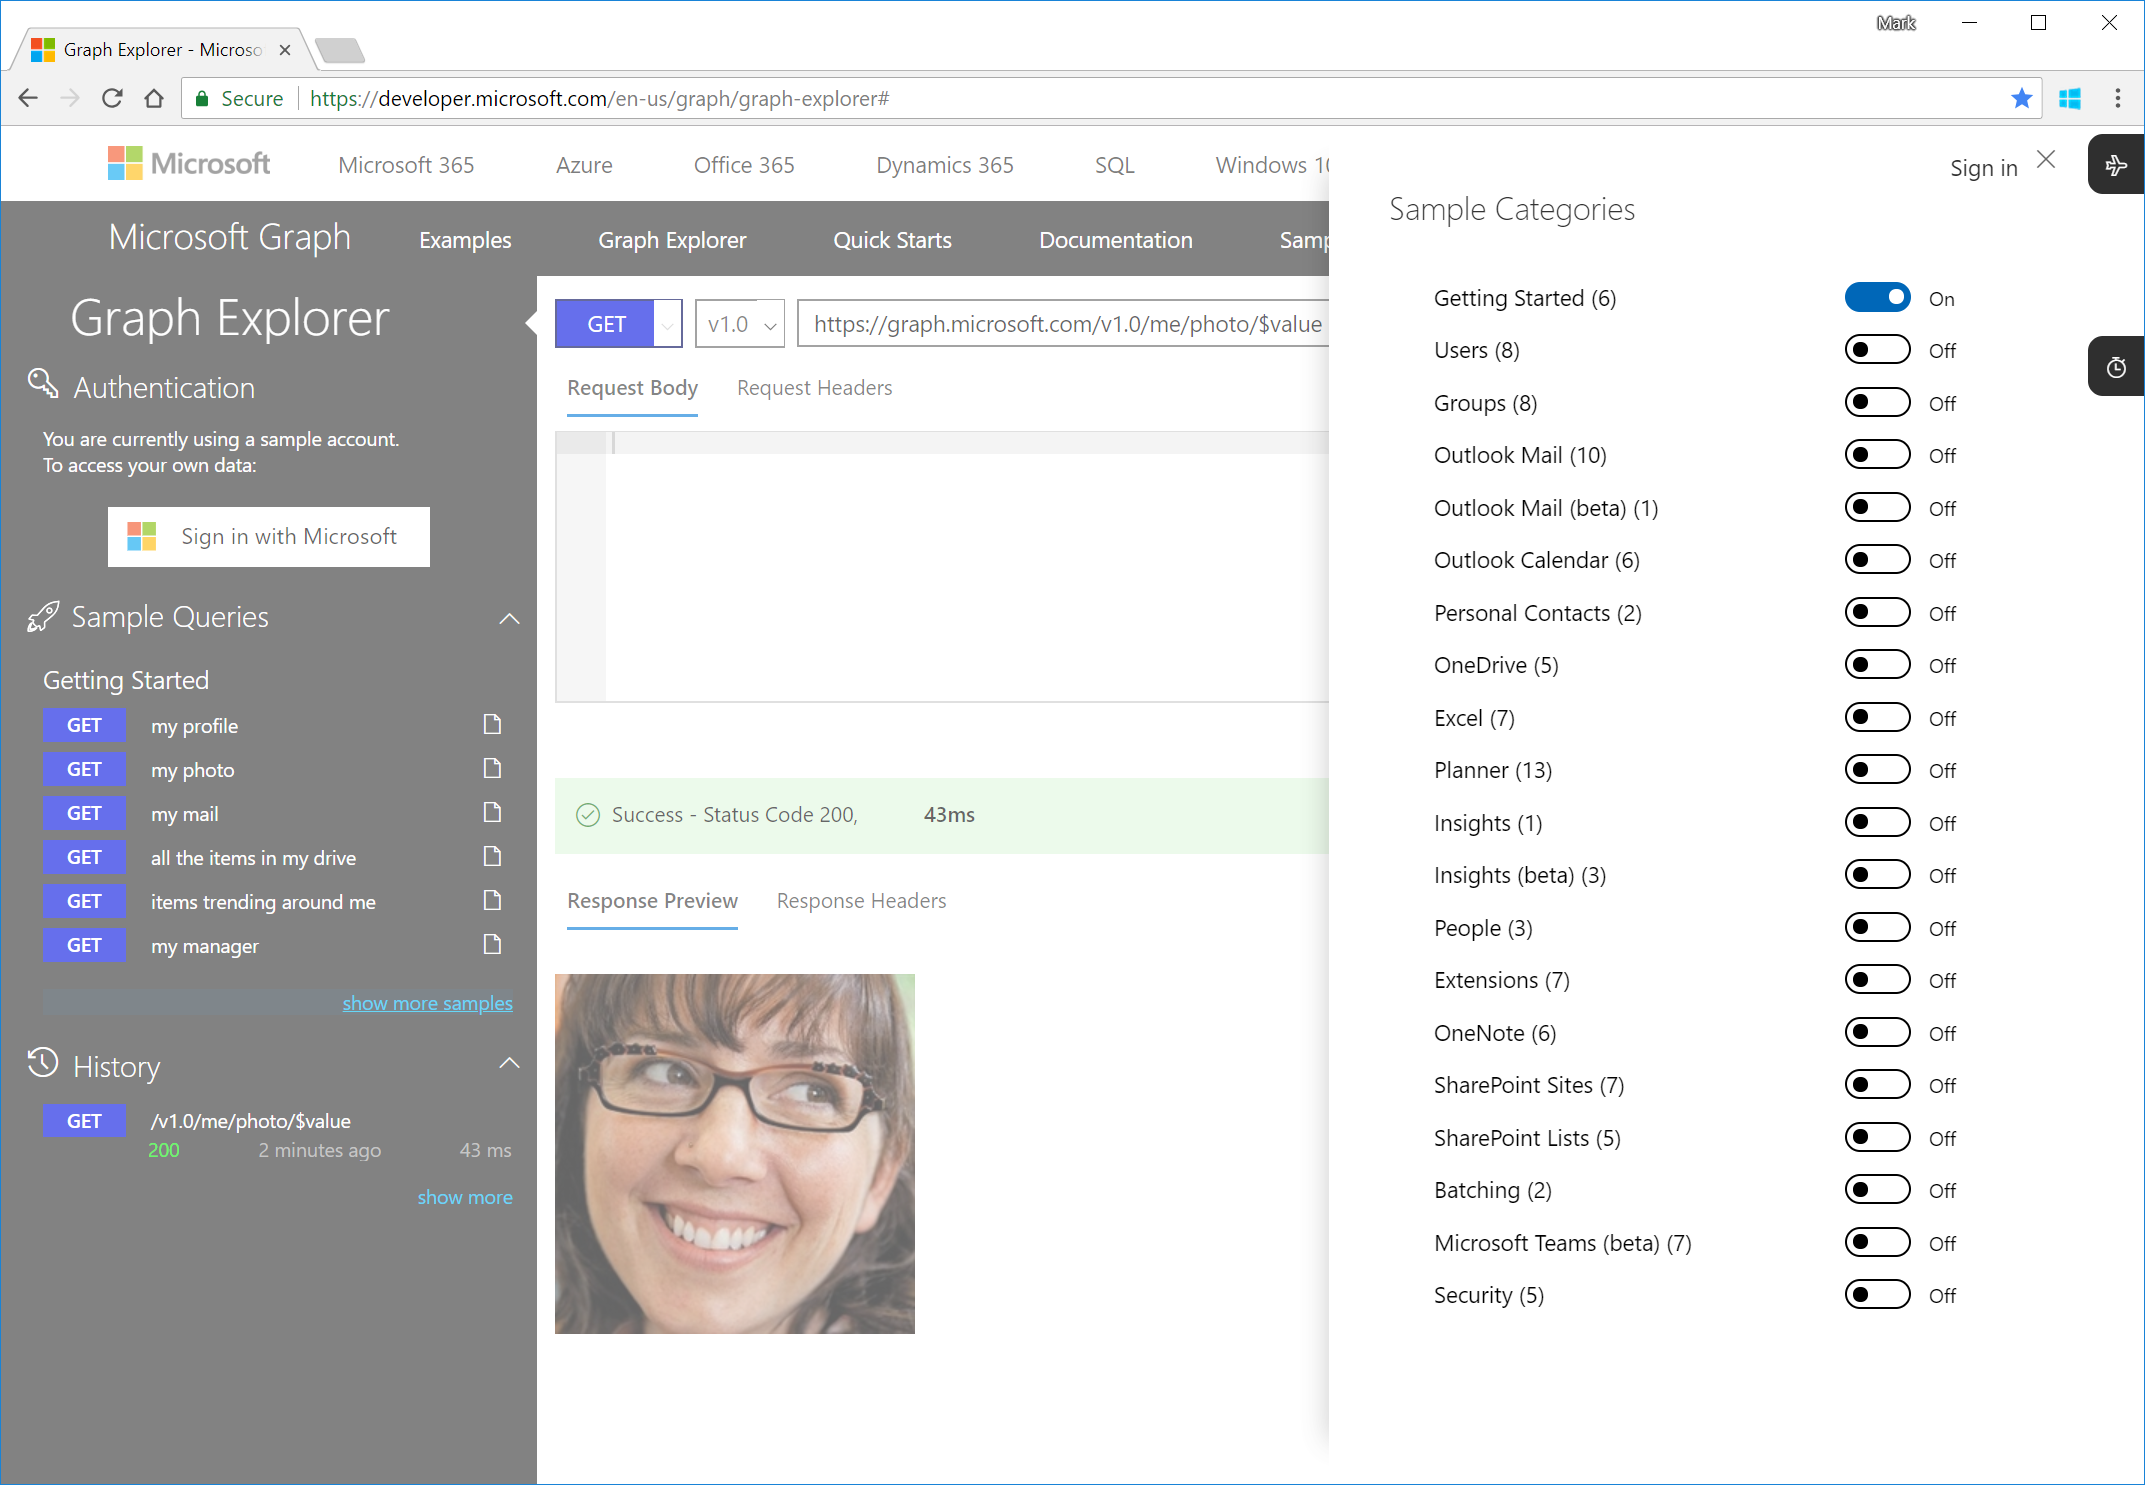 Mark
Graph Explorer - Microso
Secure
https://developer.microsoft.com/en-us/graph/graph-explorer#
Microsoft
Microsoft 365
Azure
Office 365
Dynamics 365
SQL
Windows 10
Sign in
Microsoft Graph
Examples
Graph Explorer
Quick Starts
Documentation
Samp
Graph Explorer
Authentication
You are currently using a sample account.
To access your own data:
Sign in with Microsoft
Sample Queries
Getting Started
GET my profile
GET my photo
GET my mail
GET all the items in my drive
GET items trending around me
GET my manager
show more samples
History
GET /v1.0/me/photo/$value
200 2 minutes ago 43 ms
show more
GET
v1.0
https://graph.microsoft.com/v1.0/me/photo/$value
Request Body
Request Headers
Success - Status Code 200, 43ms
Response Preview
Response Headers
Sample Categories
Getting Started (6) On
Users (8) Off
Groups (8) Off
Outlook Mail (10) Off
Outlook Mail (beta) (1) Off
Outlook Calendar (6) Off
Personal Contacts (2) Off
OneDrive (5) Off
Excel (7) Off
Planner (13) Off
Insights (1) Off
Insights (beta) (3) Off
People (3) Off
Extensions (7) Off
OneNote (6) Off
SharePoint Sites (7) Off
SharePoint Lists (5) Off
Batching (2) Off
Microsoft Teams (beta) (7) Off
Security (5) Off